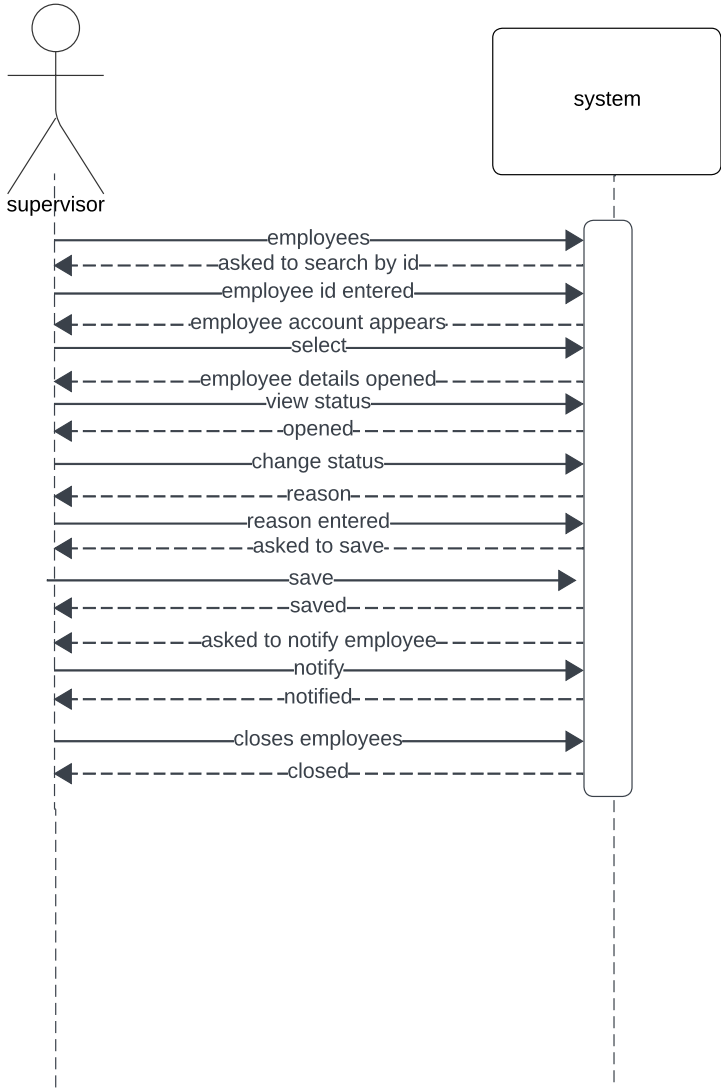 system
supervisor
employees
asked to search by id
employee id entered
employee account appears
select
employee details opened
view status
opened
change status
reason
reason entered
asked to save
save
saved
asked to notify employee
notify
notified
closes employees
closed